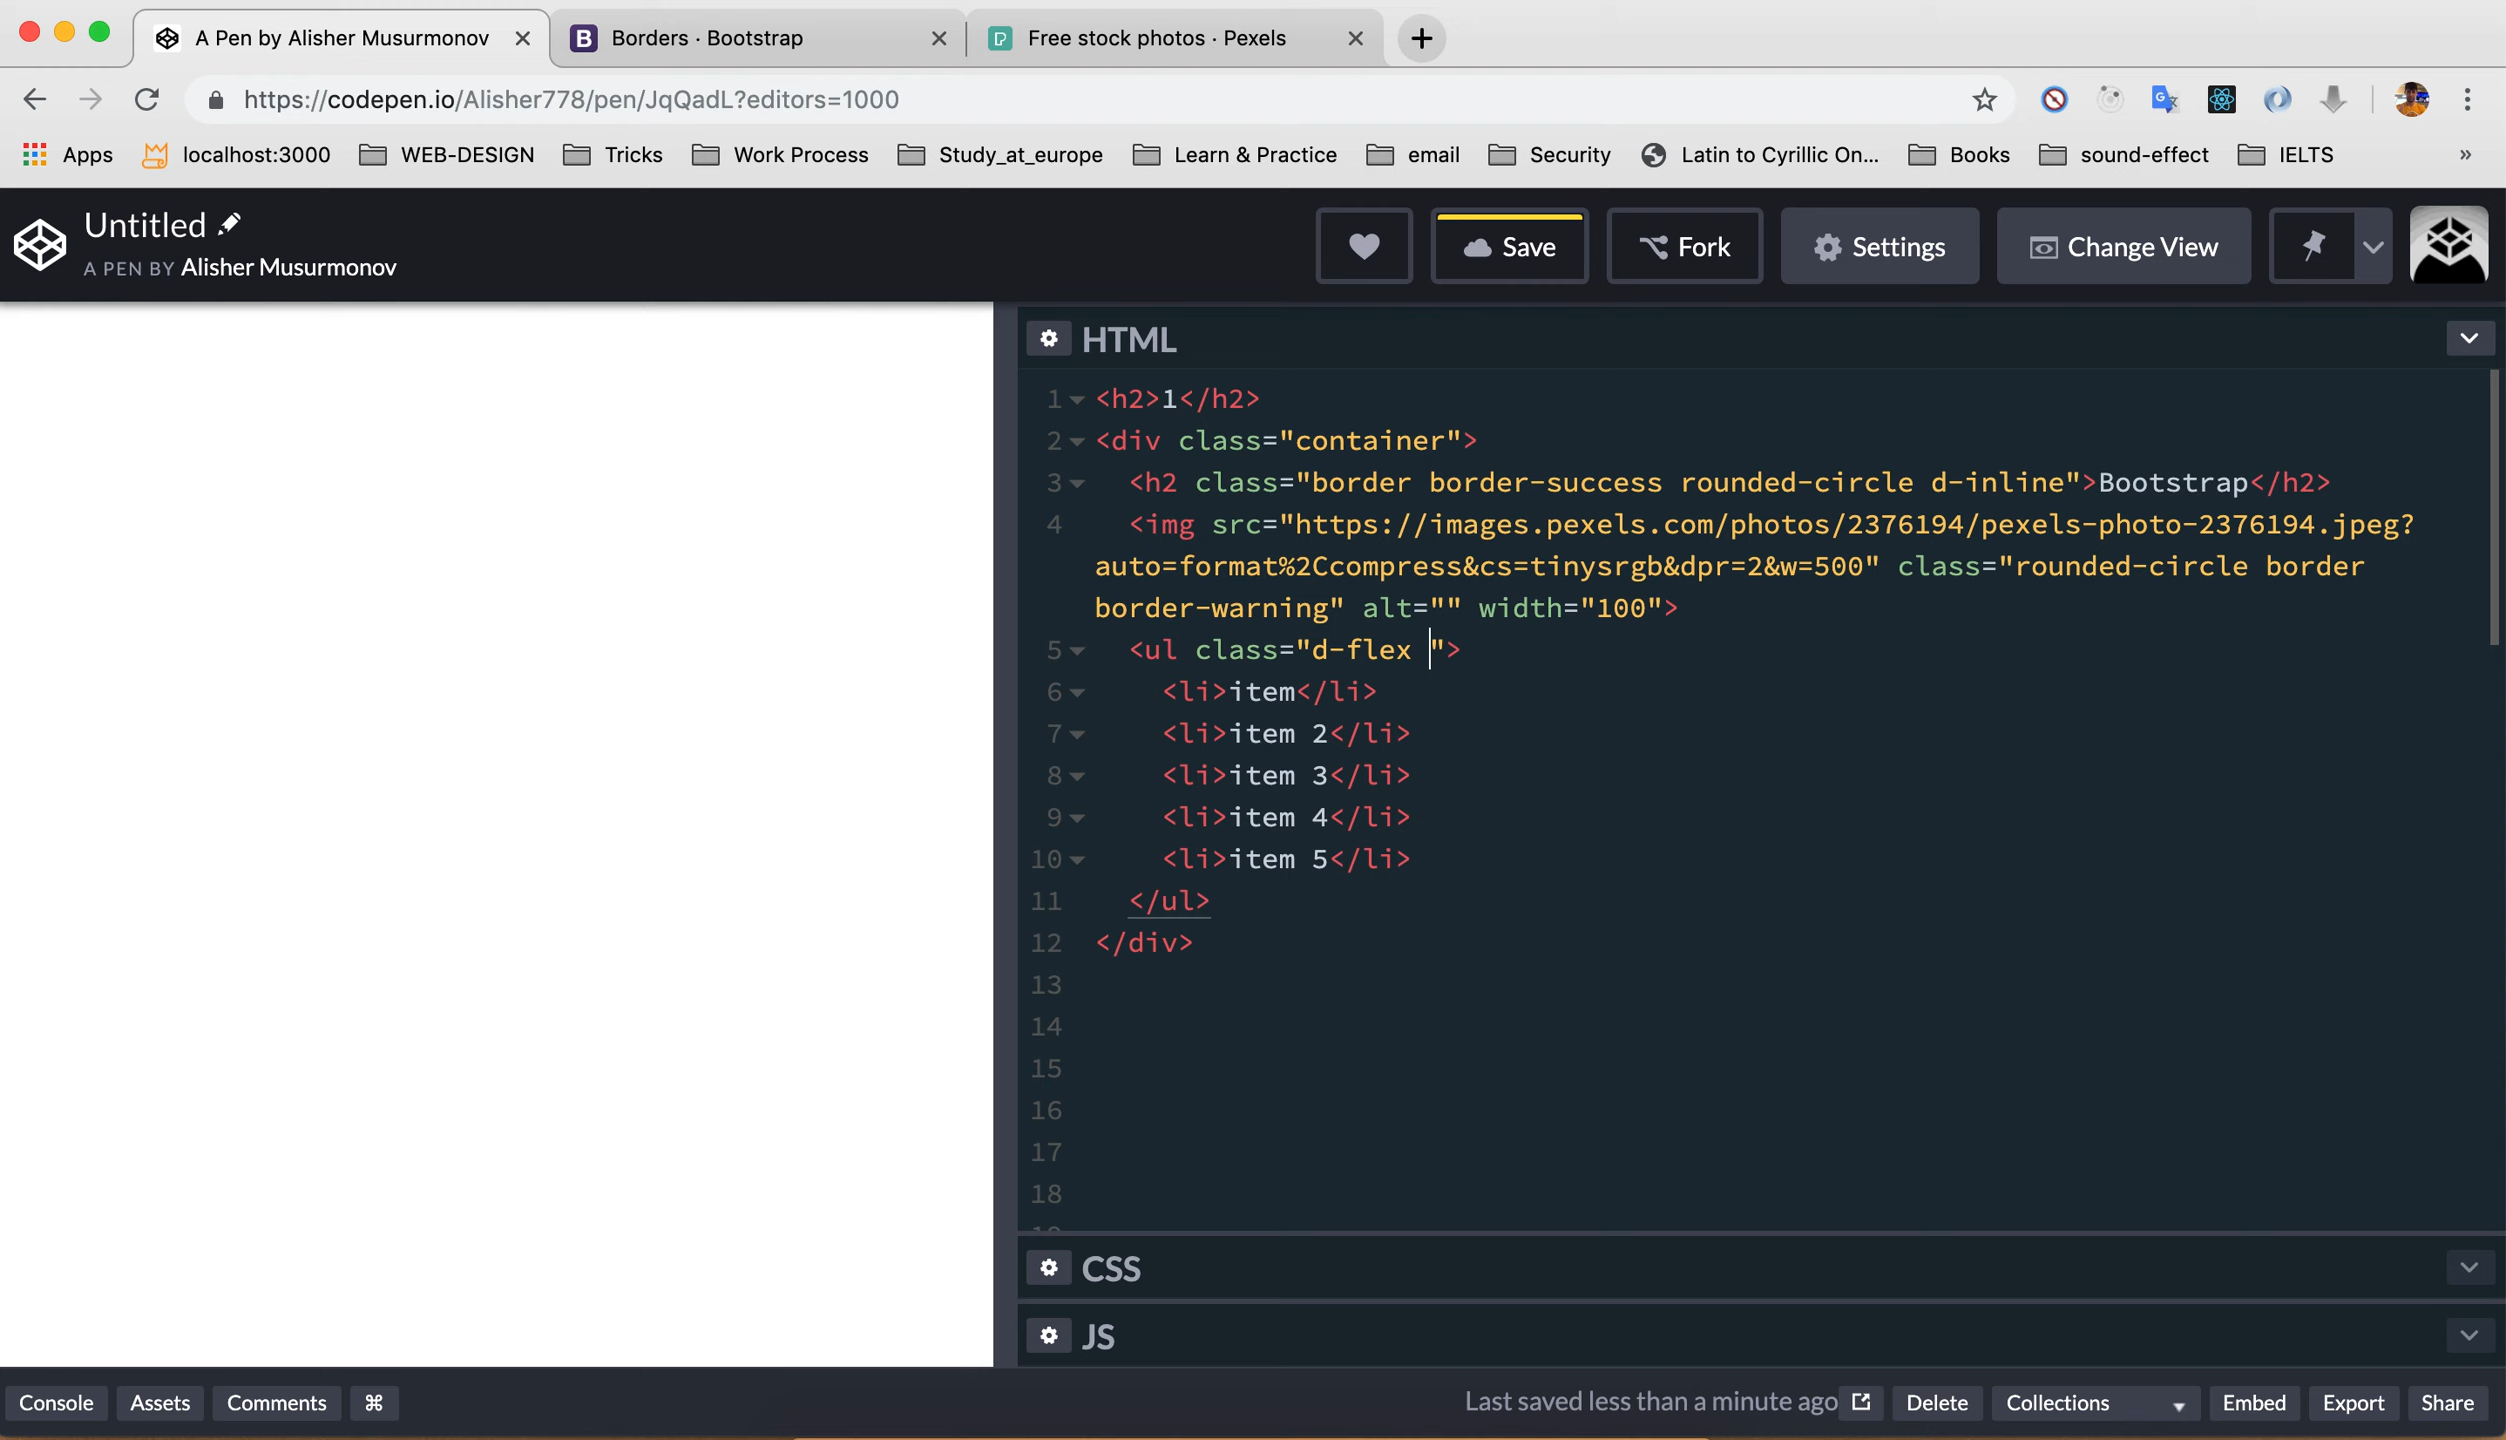 A Pen by Alisher Musurmonov
Borders · Bootstrap
Free stock photos · Pexels
https://codepen.io/Alisher778/pen/JqQadL?editors=1000
Apps localhost:3000 WEB-DESIGN Tricks Work Process Study_at_europe Learn & Practice email Security Latin to Cyrillic On... Books sound-effect IELTS »
Untitled
A PEN BY Alisher Musurmonov
Save Fork Settings Change View
HTML
1 <h2>1</h2>
2 <div class="container">
3 <h2 class="border border-success rounded-circle d-inline">Bootstrap</h2>
4 <img src="https://images.pexels.com/photos/2376194/pexels-photo-2376194.jpeg?
auto=format%2Ccompress&cs=tinysrgb&dpr=2&w=500" class="rounded-circle border
border-warning" alt="" width="100">
5 <ul class="d-flex ">
6 <li>item</li>
7 <li>item 2</li>
8 <li>item 3</li>
9 <li>item 4</li>
10 <li>item 5</li>
11 </ul>
12 </div>
13
14
15
16
17
18
CSS
JS
Console Assets Comments ⌘ Last saved less than a minute ago Delete Collections Embed Export Share